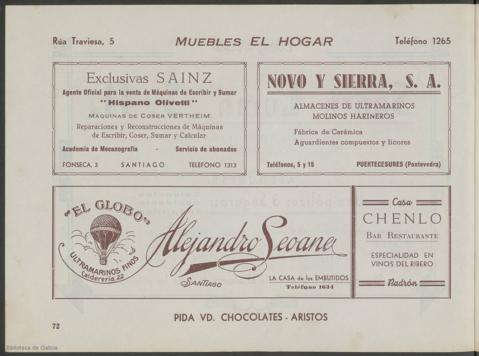 Rúa Traviesa, 5 MUEBLES EL HOGAR Teléfono 1265
Exclusivas SAINZ
Agente Oficial para la venta de Máquinas de Escribir y Sumar
"Hispano Olivetti"
MAQUINAS DE COSER VERTHEIM
Reparaciones y Reconstrucciones de Máquinas
de Escribir, Coser, Sumar y Calcular
Academia de Mecanografía - Servicio de abonados
FONSECA, 3 SANTIAGO TELEFONO 1313
NOVO Y SIERRA, S. A.
ALMACENES DE ULTRAMARINOS
MOLINOS HARINEROS
Fábrica de Cerámica
Aguardientes compuestos y licores
Teléfonos, 5 y 15 PUERTECESURES (Pontevedra)
"EL GLOBO"
ULTRAMARINOS FINOS
Calderería 22
Alejandro Seoane
SANTIAGO
LA CASA de los EMBUTIDOS
Teléfono 1634
Casa
CHENLO
BAR RESTAURANTE
ESPECIALIDAD EN
VINOS DEL RIBERO
Padrón
PIDA VD. CHOCOLATES - ARISTOS
72
Biblioteca de Galicia